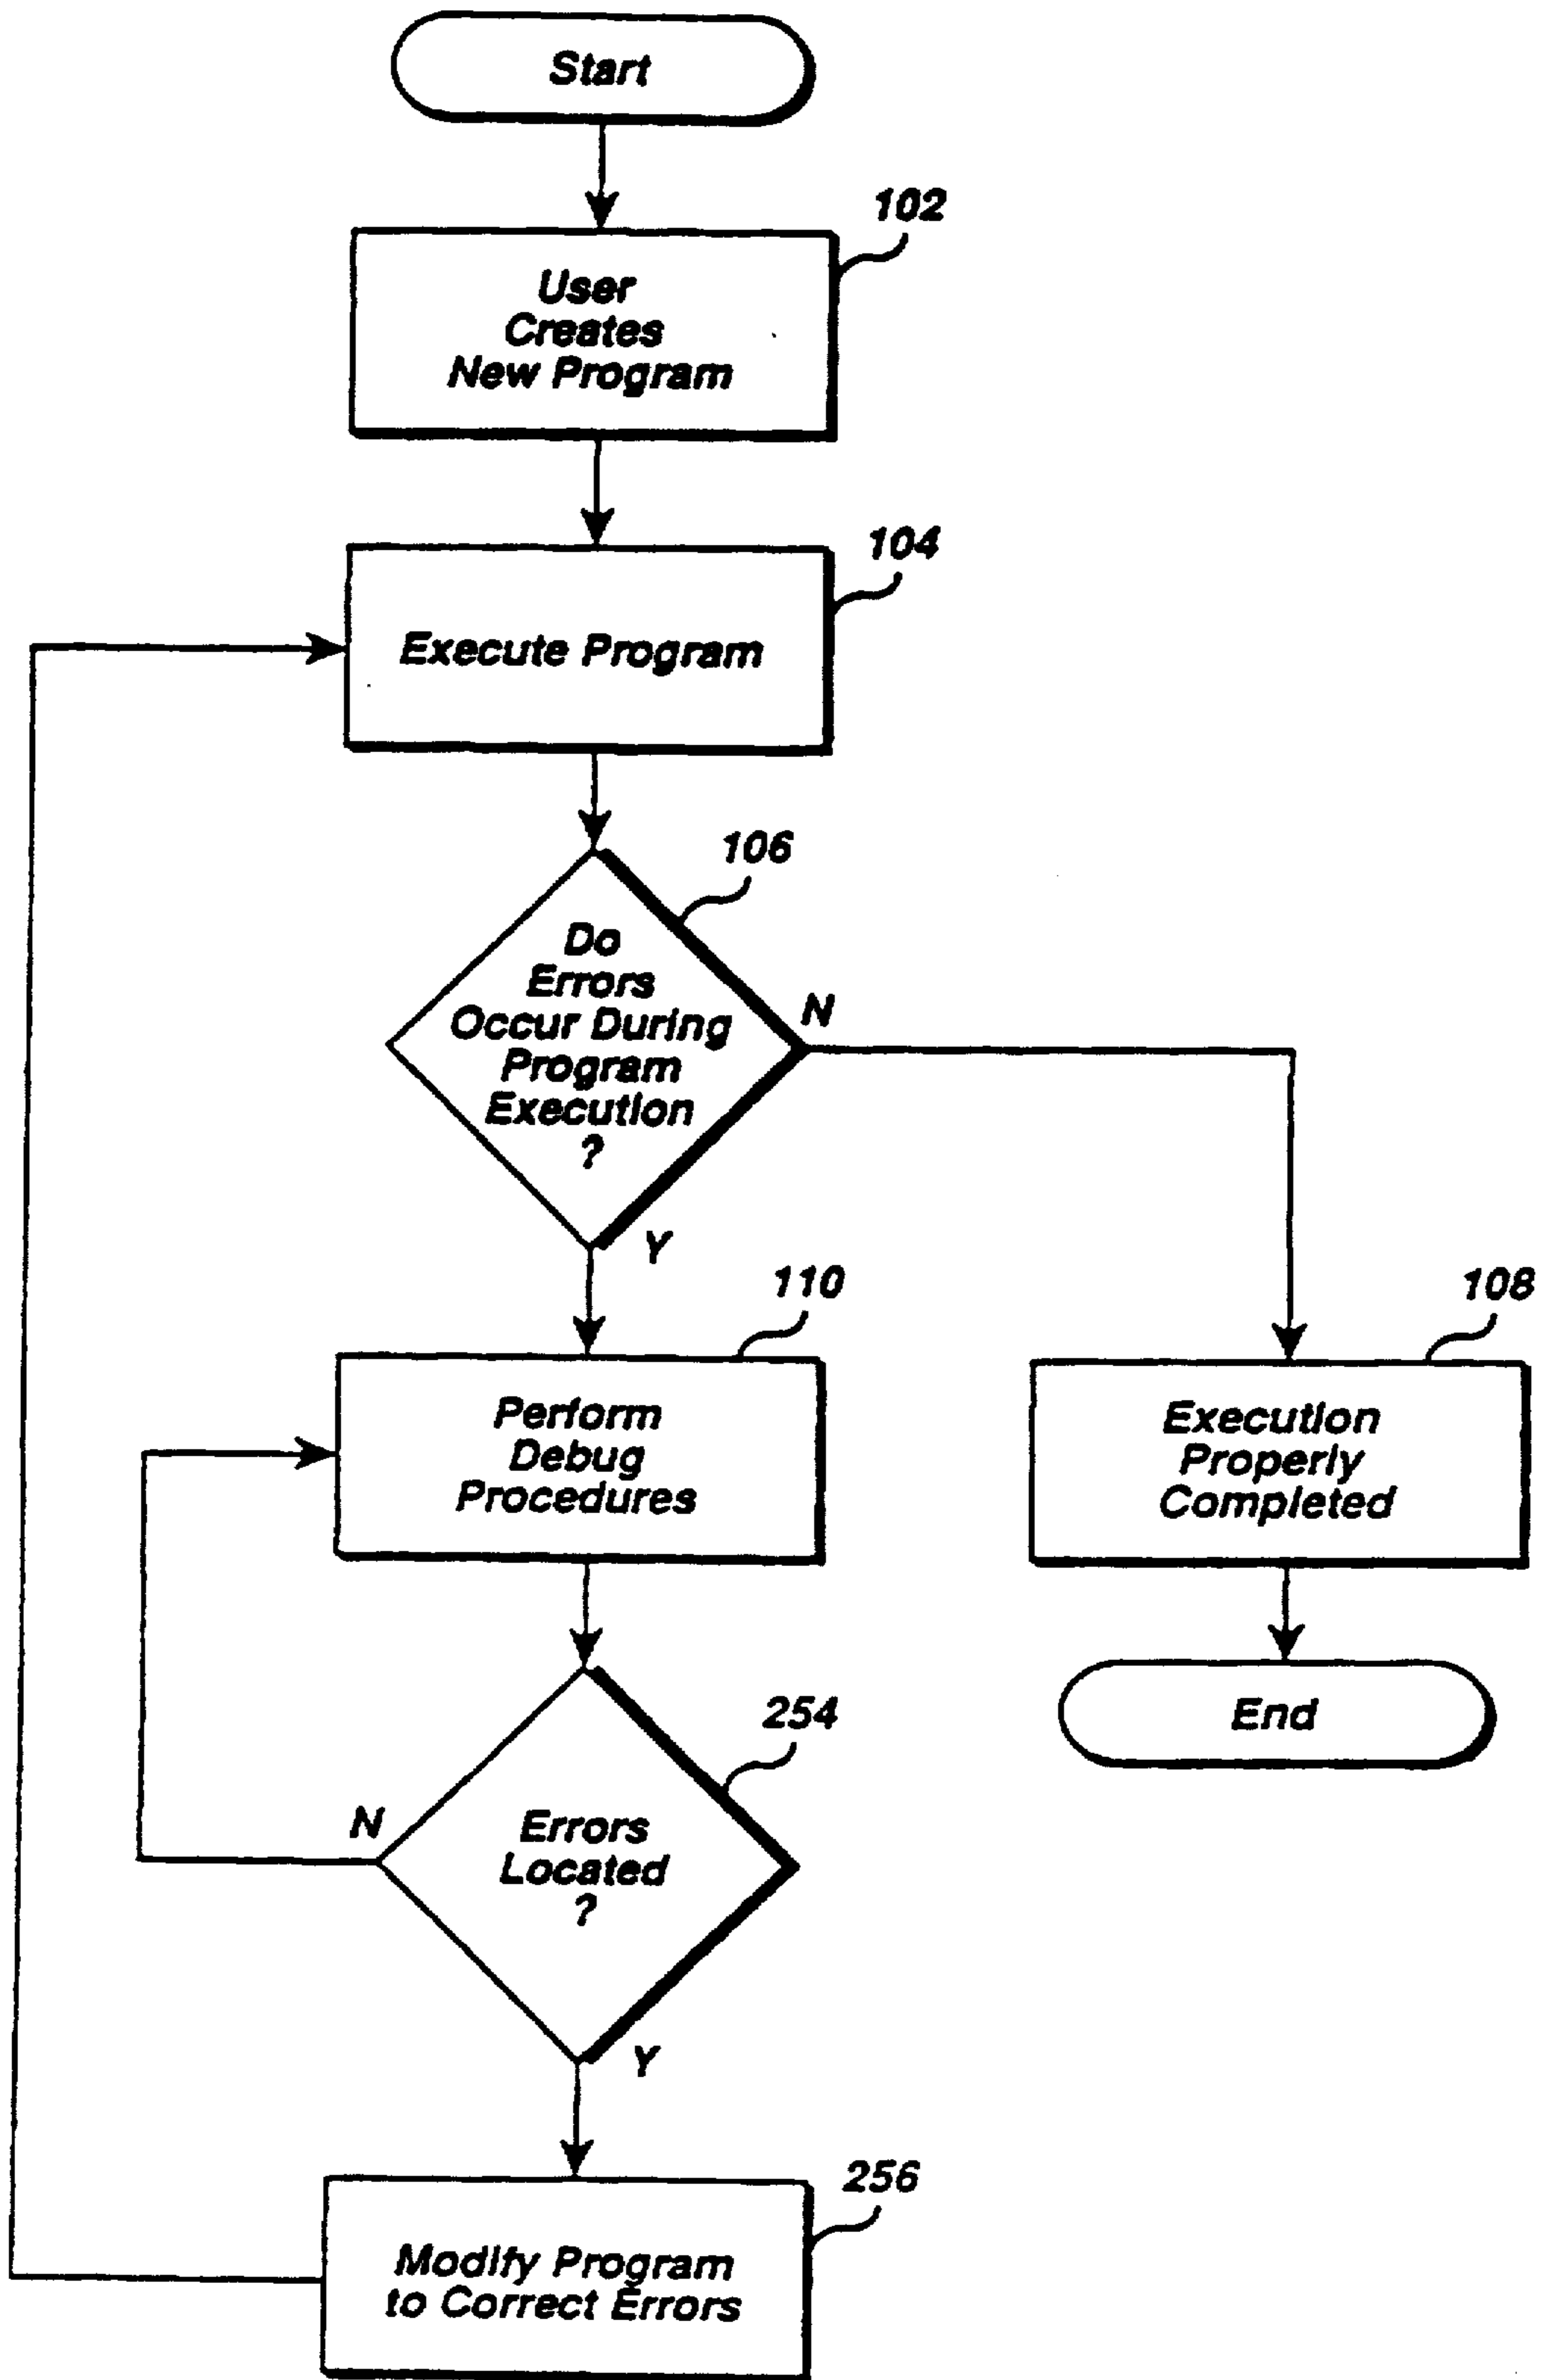 Start
102
User
Creates
New Program
104
Execute Program
106
Do
Errors
Occur During
Program
Execution
?
N
Y
110
Perform
Debug
Procedures
108
Execution
Properly
Completed
End
254
Errors
Located
?
N
Y
256
Modify Program
to Correct Errors